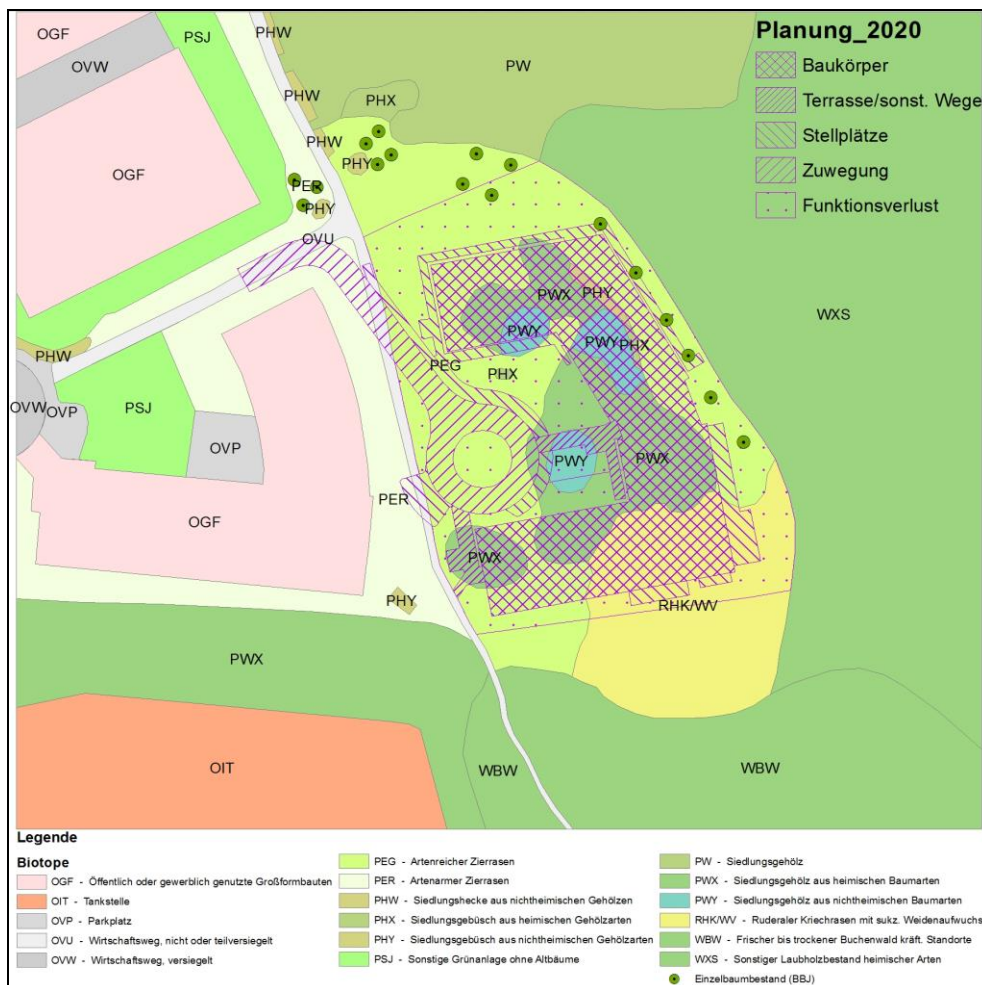 OGF
PSJ
PHW
OVW
PW
Planung_2020
Baukörper
Terrasse/sonst. Wege
Stellplätze
Zuwegung
Funktionsverlust
PHW
PHX
PHW
PHY
OGF
PER
PHY
OVU
PWX
PHY
WXS
PWY
PWY
PHX
PHW
PEG
PHX
OVW
OVP
PSJ
OVP
PWY
PWX
PER
OGF
PWX
PHY
RHK/WV
PWX
OIT
WBW
WBW
Legende
Biotope
OGF - Öffentlich oder gewerblich genutzte Großformbauten
OIT - Tankstelle
OVP - Parkplatz
OVU - Wirtschaftsweg, nicht oder teilversiegelt
OVW - Wirtschaftsweg, versiegelt
PEG - Artenreicher Zierrasen
PER - Artenarmer Zierrasen
PHW - Siedlungshecke aus nichtheimischen Gehölzen
PHX - Siedlungsgebüsch aus heimischen Gehölzarten
PHY - Siedlungsgebüsch aus nichtheimischen Gehölzarten
PSJ - Sonstige Grünanlage ohne Altbäume
PW - Siedlungsgehölz
PWX - Siedlungsgehölz aus heimischen Baumarten
PWY - Siedlungshölz aus nichtheimischen Baumarten
RHK/WV - Ruderaler Kriechrasen mit sukz. Weidenaufwuchs
WBW - Frischer bis trockener Buchenwald kräft. Standorte
WXS - Sonstiger Laubholzbestand heimischer Arten
Einzelbaumbestand (BBJ)